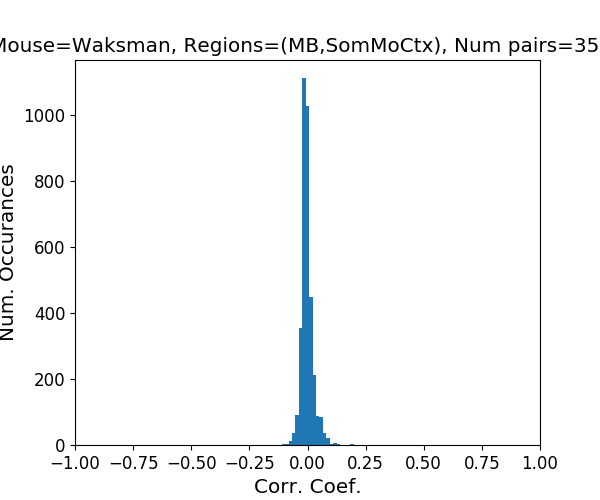 Mouse=Waksman, Regions=(MB,SomMoCtx), Num pairs=35
Num. Occurances
1000
800
600
400
200
0
−1.00 −0.75 −0.50 −0.25 0.00 0.25 0.50 0.75 1.00
Corr. Coef.